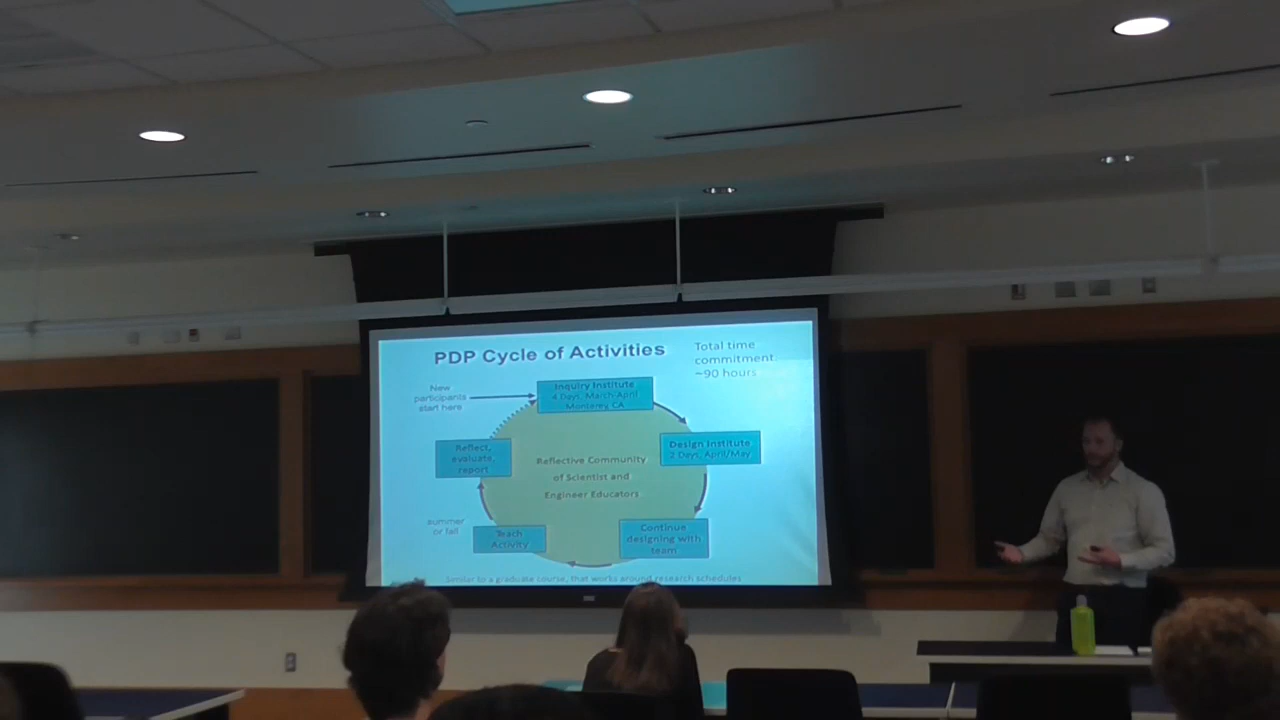 PDP Cycle of Activities
Total time
commitment
~90 hours
New
participants
start here
Inquiry Institute
4 Days, March-April
Monterey, CA
Design Institute
2 Days, April/May
Reflect,
evaluate,
report
Reflective Community
of Scientist and
Engineer Educators
summer
or fall
Teach
Activity
Continue
designing with
team
Similar to a graduate course, that works around research schedules